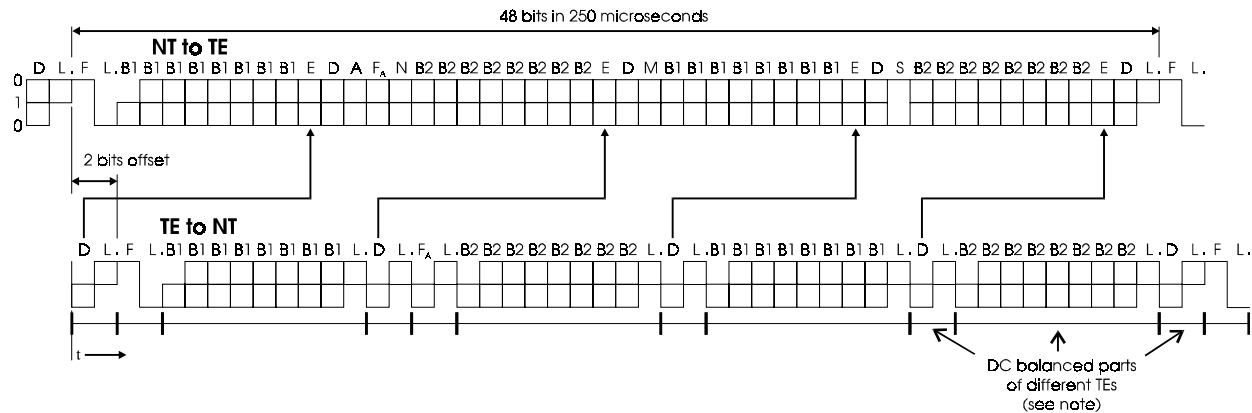 48 bits in 250 microseconds
NT to TE
D L. F L. B1 B1 B1 B1 B1 B1 B1 B1 E D A FA N B2 B2 B2 B2 B2 B2 B2 B2 E D M B1 B1 B1 B1 B1 B1 B1 B1 E D S B2 B2 B2 B2 B2 B2 B2 B2 E D L. F L.
0
1
0
2 bits offset
TE to NT
D L. F L. B1 B1 B1 B1 B1 B1 B1 B1 L. D L. FA L. B2 B2 B2 B2 B2 B2 B2 B2 L. D L. B1 B1 B1 B1 B1 B1 B1 B1 L. D L. B2 B2 B2 B2 B2 B2 B2 B2 L. D L. F L.
t
DC balanced parts
of different TEs
(see note)